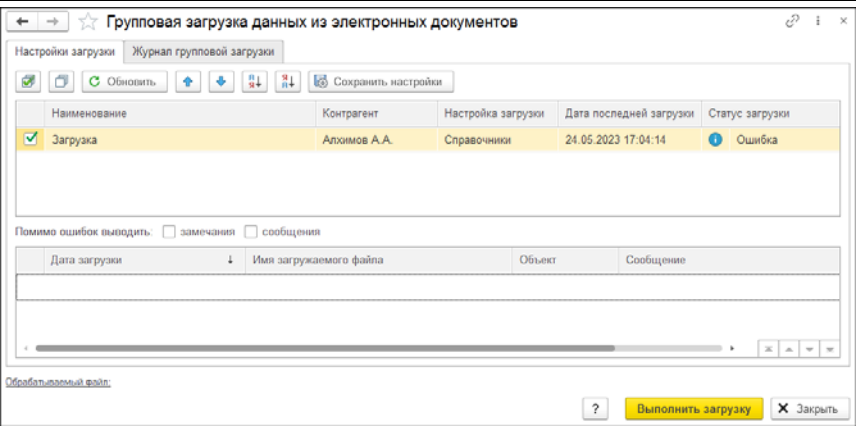 Групповая загрузка данных из электронных документов
Настройки загрузки Журнал групповой загрузки
Обновить Сохранить настройки
Наименование Контрагент Настройка загрузки Дата последней загрузки Статус загрузки
Загрузка Алхимов А.А. Справочники 24.05.2023 17:04:14 Ошибка
Помимо ошибок выводить: замечания сообщения
Дата загрузки Имя загружаемого файла Объект Сообщение
Обрабатываемый файл:
? Выполнить загрузку Закрыть